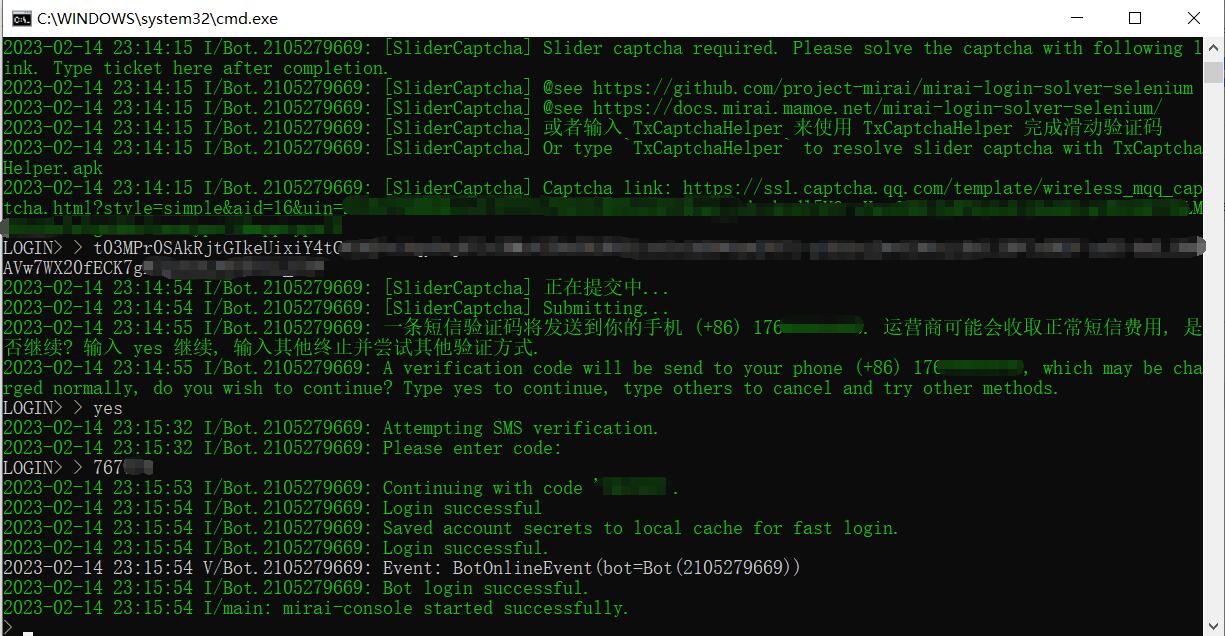 C:\WINDOWS\system32\cmd.exe
2023-02-14 23:14:15 I/Bot.2105279669: [SliderCaptcha] Slider captcha required. Please solve the captcha with following l
ink. Type ticket here after completion.
2023-02-14 23:14:15 I/Bot.2105279669: [SliderCaptcha] @see https://github.com/project-mirai/mirai-login-solver-selenium
2023-02-14 23:14:15 I/Bot.2105279669: [SliderCaptcha] @see https://docs.mirai.mamoe.net/mirai-login-solver-selenium/
2023-02-14 23:14:15 I/Bot.2105279669: [SliderCaptcha] 或者输入 TxCaptchaHelper 来使用 TxCaptchaHelper 完成滑动验证码
2023-02-14 23:14:15 I/Bot.2105279669: [SliderCaptcha] Or type `TxCaptchaHelper` to resolve slider captcha with TxCaptcha
Helper.apk
2023-02-14 23:14:15 I/Bot.2105279669: [SliderCaptcha] Captcha link: https://ssl.captcha.qq.com/template/wireless_mqq_cap
tcha.html?style=simple&aid=16&uin=
LOGIN> > t03MPrOSAkRjtGIkeUixiY4t
AVw7WX20fECK7g
2023-02-14 23:14:54 I/Bot.2105279669: [SliderCaptcha] 正在提交中...
2023-02-14 23:14:54 I/Bot.2105279669: [SliderCaptcha] Submitting...
2023-02-14 23:14:55 I/Bot.2105279669: 一条短信验证码将发送到你的手机 (+86) 176 . 运营商可能会收取正常短信费用, 是
否继续? 输入 yes 继续, 输入其他终止并尝试其他验证方式.
2023-02-14 23:14:55 I/Bot.2105279669: A verification code will be send to your phone (+86) 176 , which may be cha
rged normally, do you wish to continue? Type yes to continue, type others to cancel and try other methods.
LOGIN> > yes
2023-02-14 23:15:32 I/Bot.2105279669: Attempting SMS verification.
2023-02-14 23:15:32 I/Bot.2105279669: Please enter code:
LOGIN> > 767
2023-02-14 23:15:53 I/Bot.2105279669: Continuing with code ' .
2023-02-14 23:15:54 I/Bot.2105279669: Login successful
2023-02-14 23:15:54 I/Bot.2105279669: Saved account secrets to local cache for fast login.
2023-02-14 23:15:54 I/Bot.2105279669: Login successful.
2023-02-14 23:15:54 V/Bot.2105279669: Event: BotOnlineEvent(bot=Bot(2105279669))
2023-02-14 23:15:54 I/Bot.2105279669: Bot login successful.
2023-02-14 23:15:54 I/main: mirai-console started successfully.
>